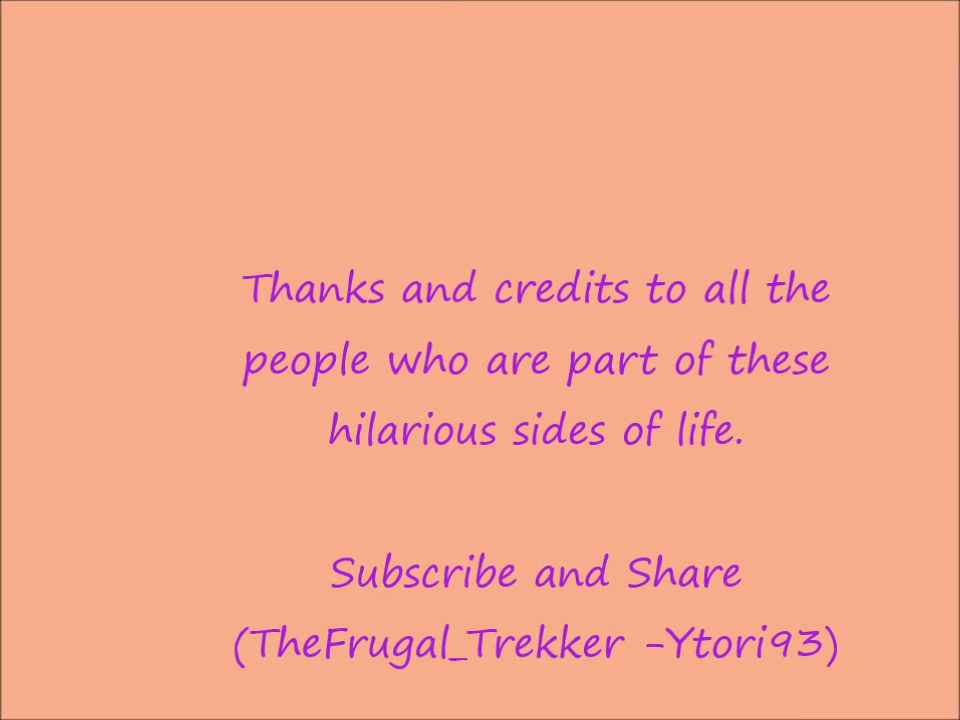 Thanks and credits to all the
people who are part of these
hilarious sides of life.
Subscribe and Share
(TheFrugal_Trekker -Ytori93)